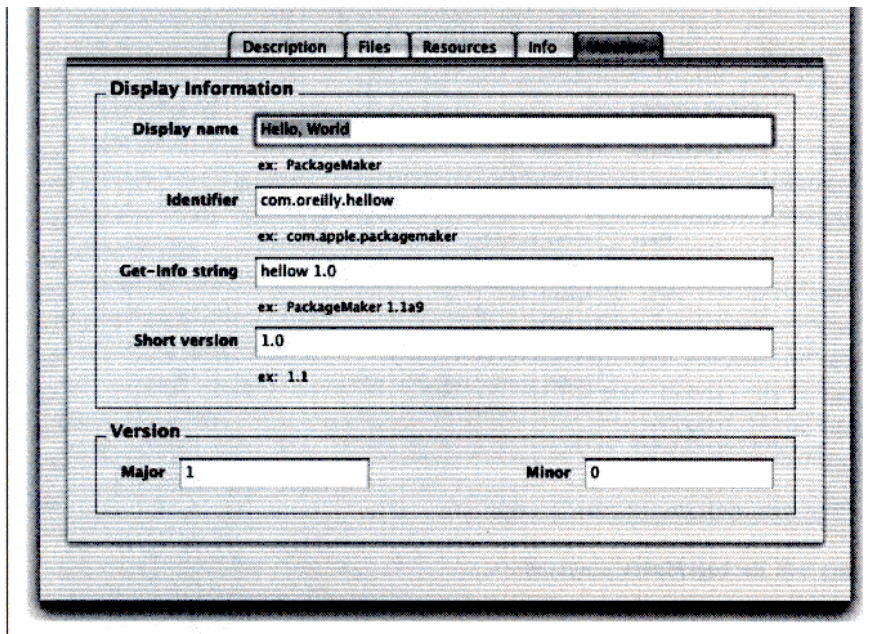 Description Files Resources Info
Display Information
Display name Hello, World
ex: PackageMaker
Identifier com.oreilly.hellow
ex: com.apple.packagemaker
Get-Info string hellow 1.0
ex: PackageMaker 1.1a9
Short version 1.0
ex: 1.1
Version
Major 1 Minor 0